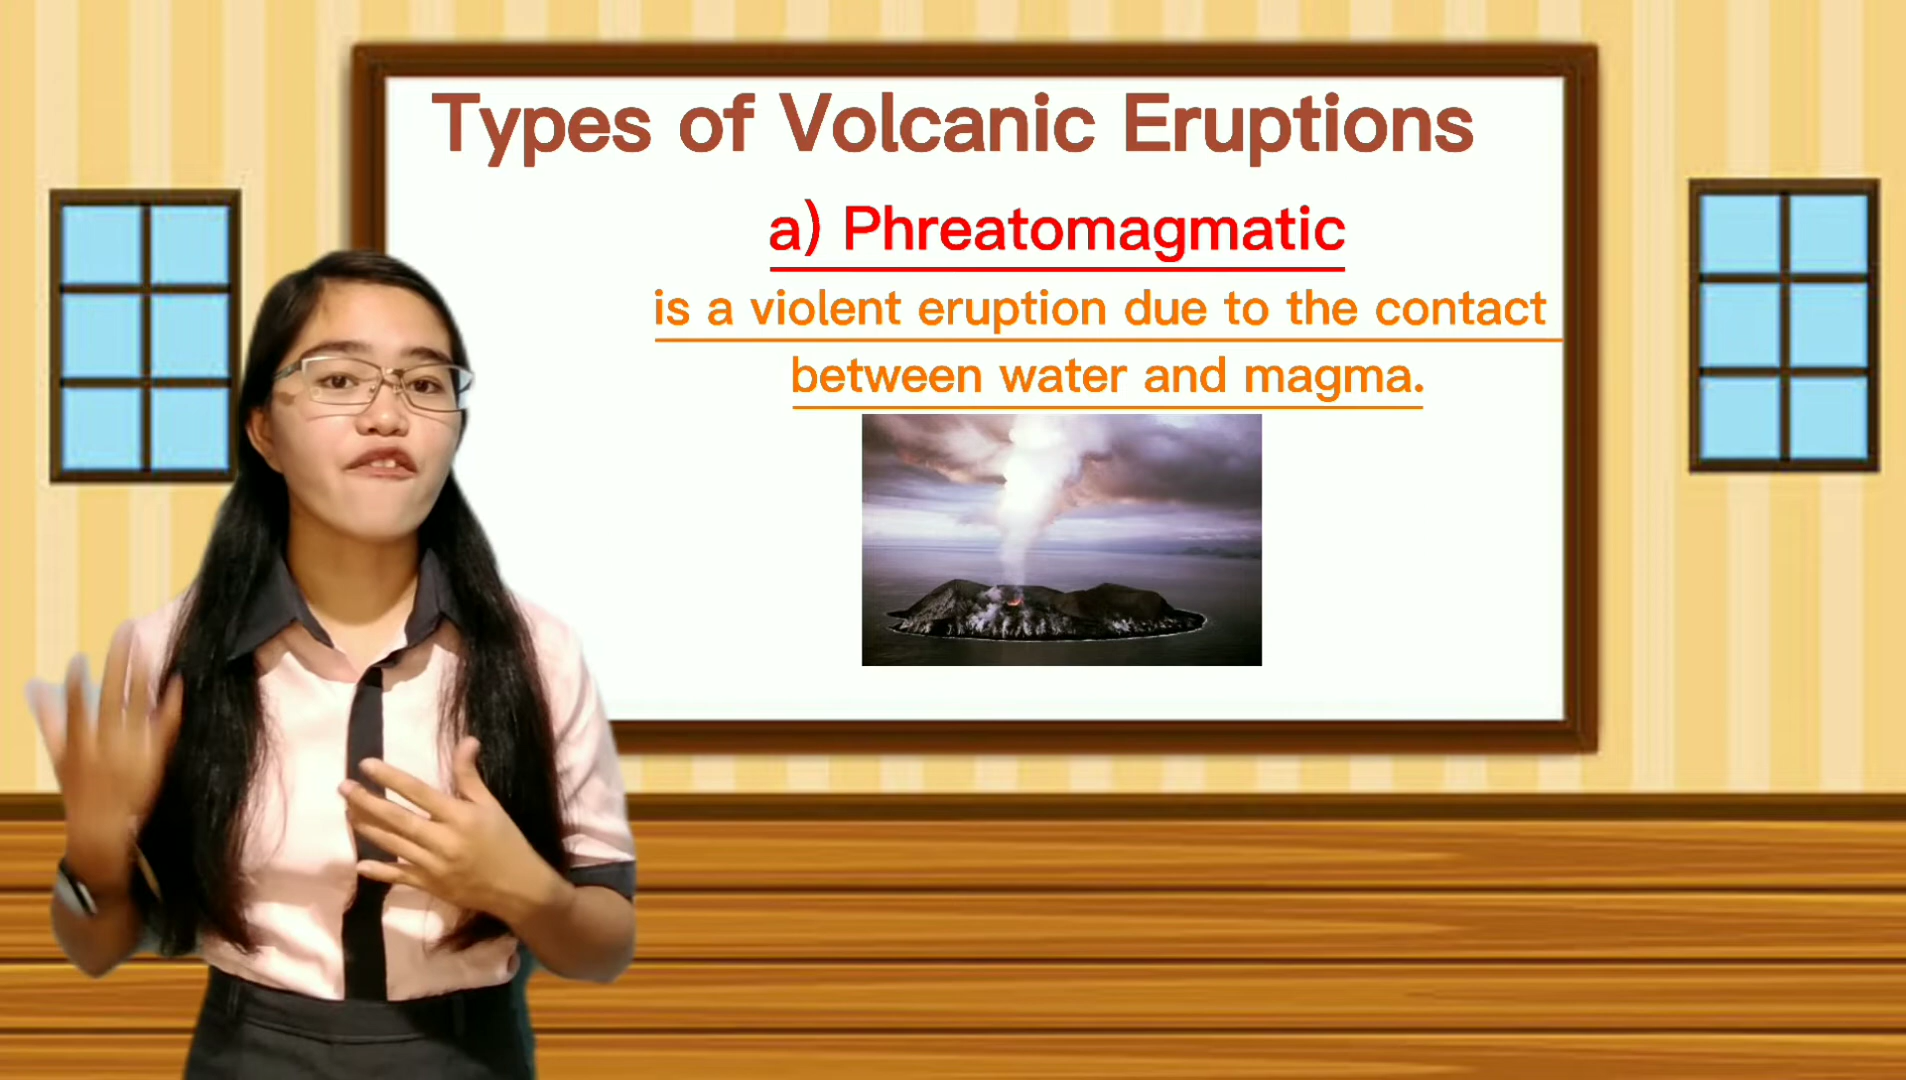 Types of Volcanic Eruptions
a) Phreatomagmatic
is a violent eruption due to the contact
between water and magma.